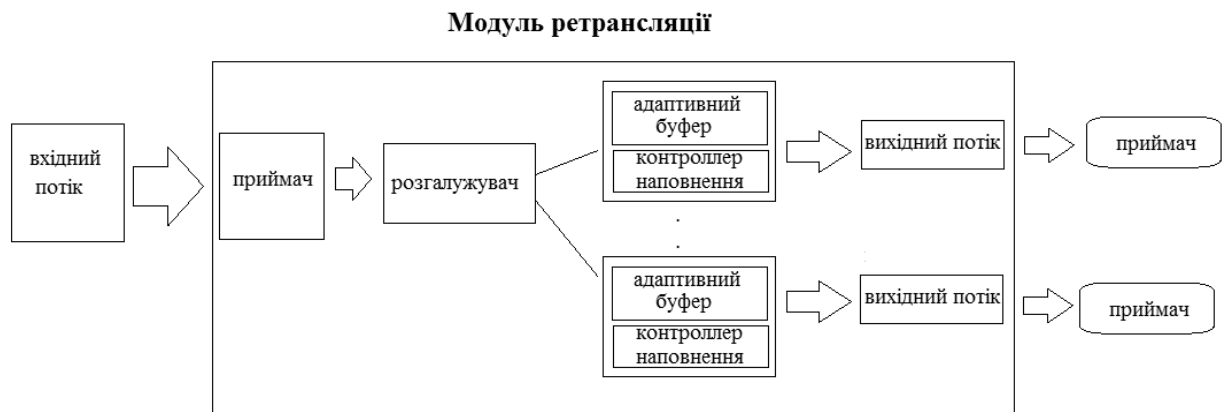 Модуль ретрансляції
вхідний
потік
приймач
розгалужувач
адаптивний
буфер
контроллер
наповнення
вихідний потік
приймач
.
.
адаптивний
буфер
контроллер
наповнення
вихідний потік
приймач